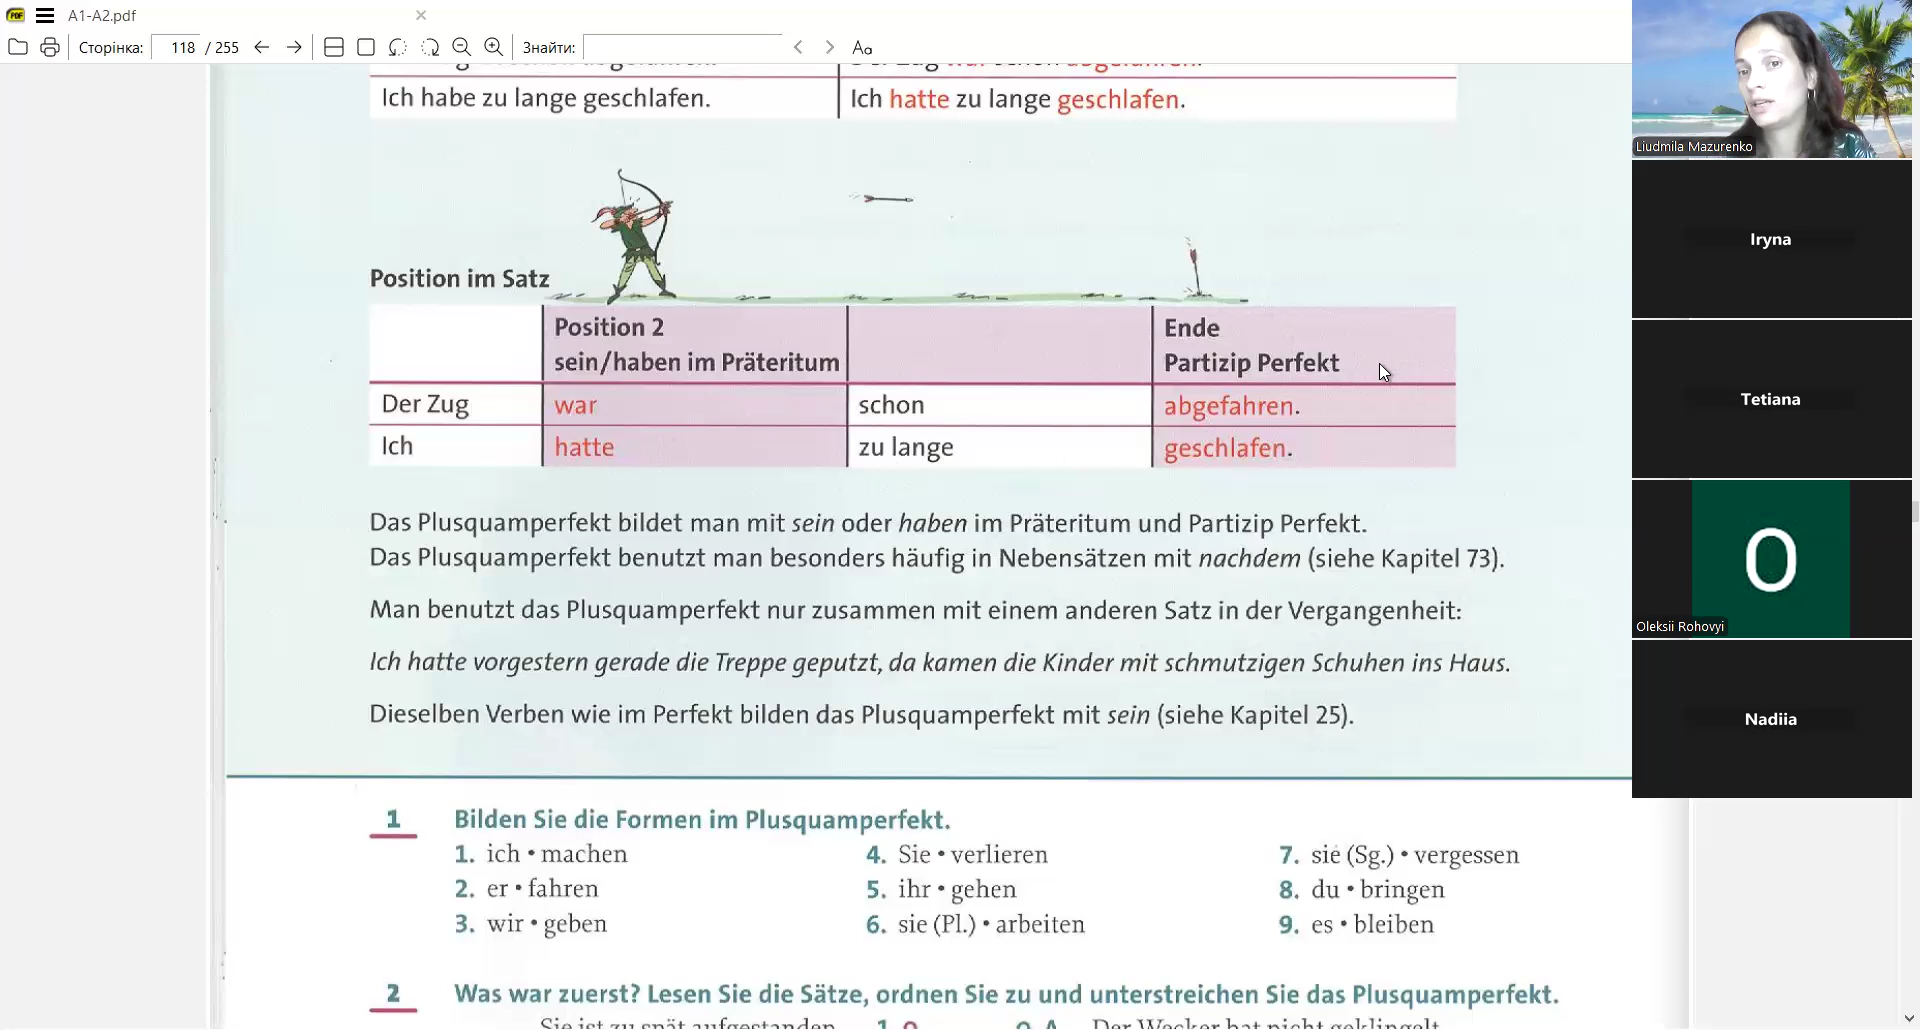 A1-A2.pdf
Сторінка: 118 / 255 Знайти:
Ich habe zu lange geschlafen. Ich hatte zu lange geschlafen.
Position im Satz
Position 2 Ende
sein/haben im Präteritum Partizip Perfekt
Der Zug war schon abgefahren.
Ich hatte zu lange geschlafen.
Das Plusquamperfekt bildet man mit sein oder haben im Präteritum und Partizip Perfekt.
Das Plusquamperfekt benutzt man besonders häufig in Nebensätzen mit nachdem (siehe Kapitel 73).
Man benutzt das Plusquamperfekt nur zusammen mit einem anderen Satz in der Vergangenheit:
Ich hatte vorgestern gerade die Treppe geputzt, da kamen die Kinder mit schmutzigen Schuhen ins Haus.
Dieselben Verben wie im Perfekt bilden das Plusquamperfekt mit sein (siehe Kapitel 25).
1 Bilden Sie die Formen im Plusquamperfekt.
1. ich • machen 4. Sie • verlieren 7. sie (Sg.) • vergessen
2. er • fahren 5. ihr • gehen 8. du • bringen
3. wir • geben 6. sie (Pl.) • arbeiten 9. es • bleiben
2 Was war zuerst? Lesen Sie die Sätze, ordnen Sie zu und unterstreichen Sie das Plusquamperfekt.
Liudmila Mazurenko
Iryna
Tetiana
O
Oleksii Rohovyi
Nadiia